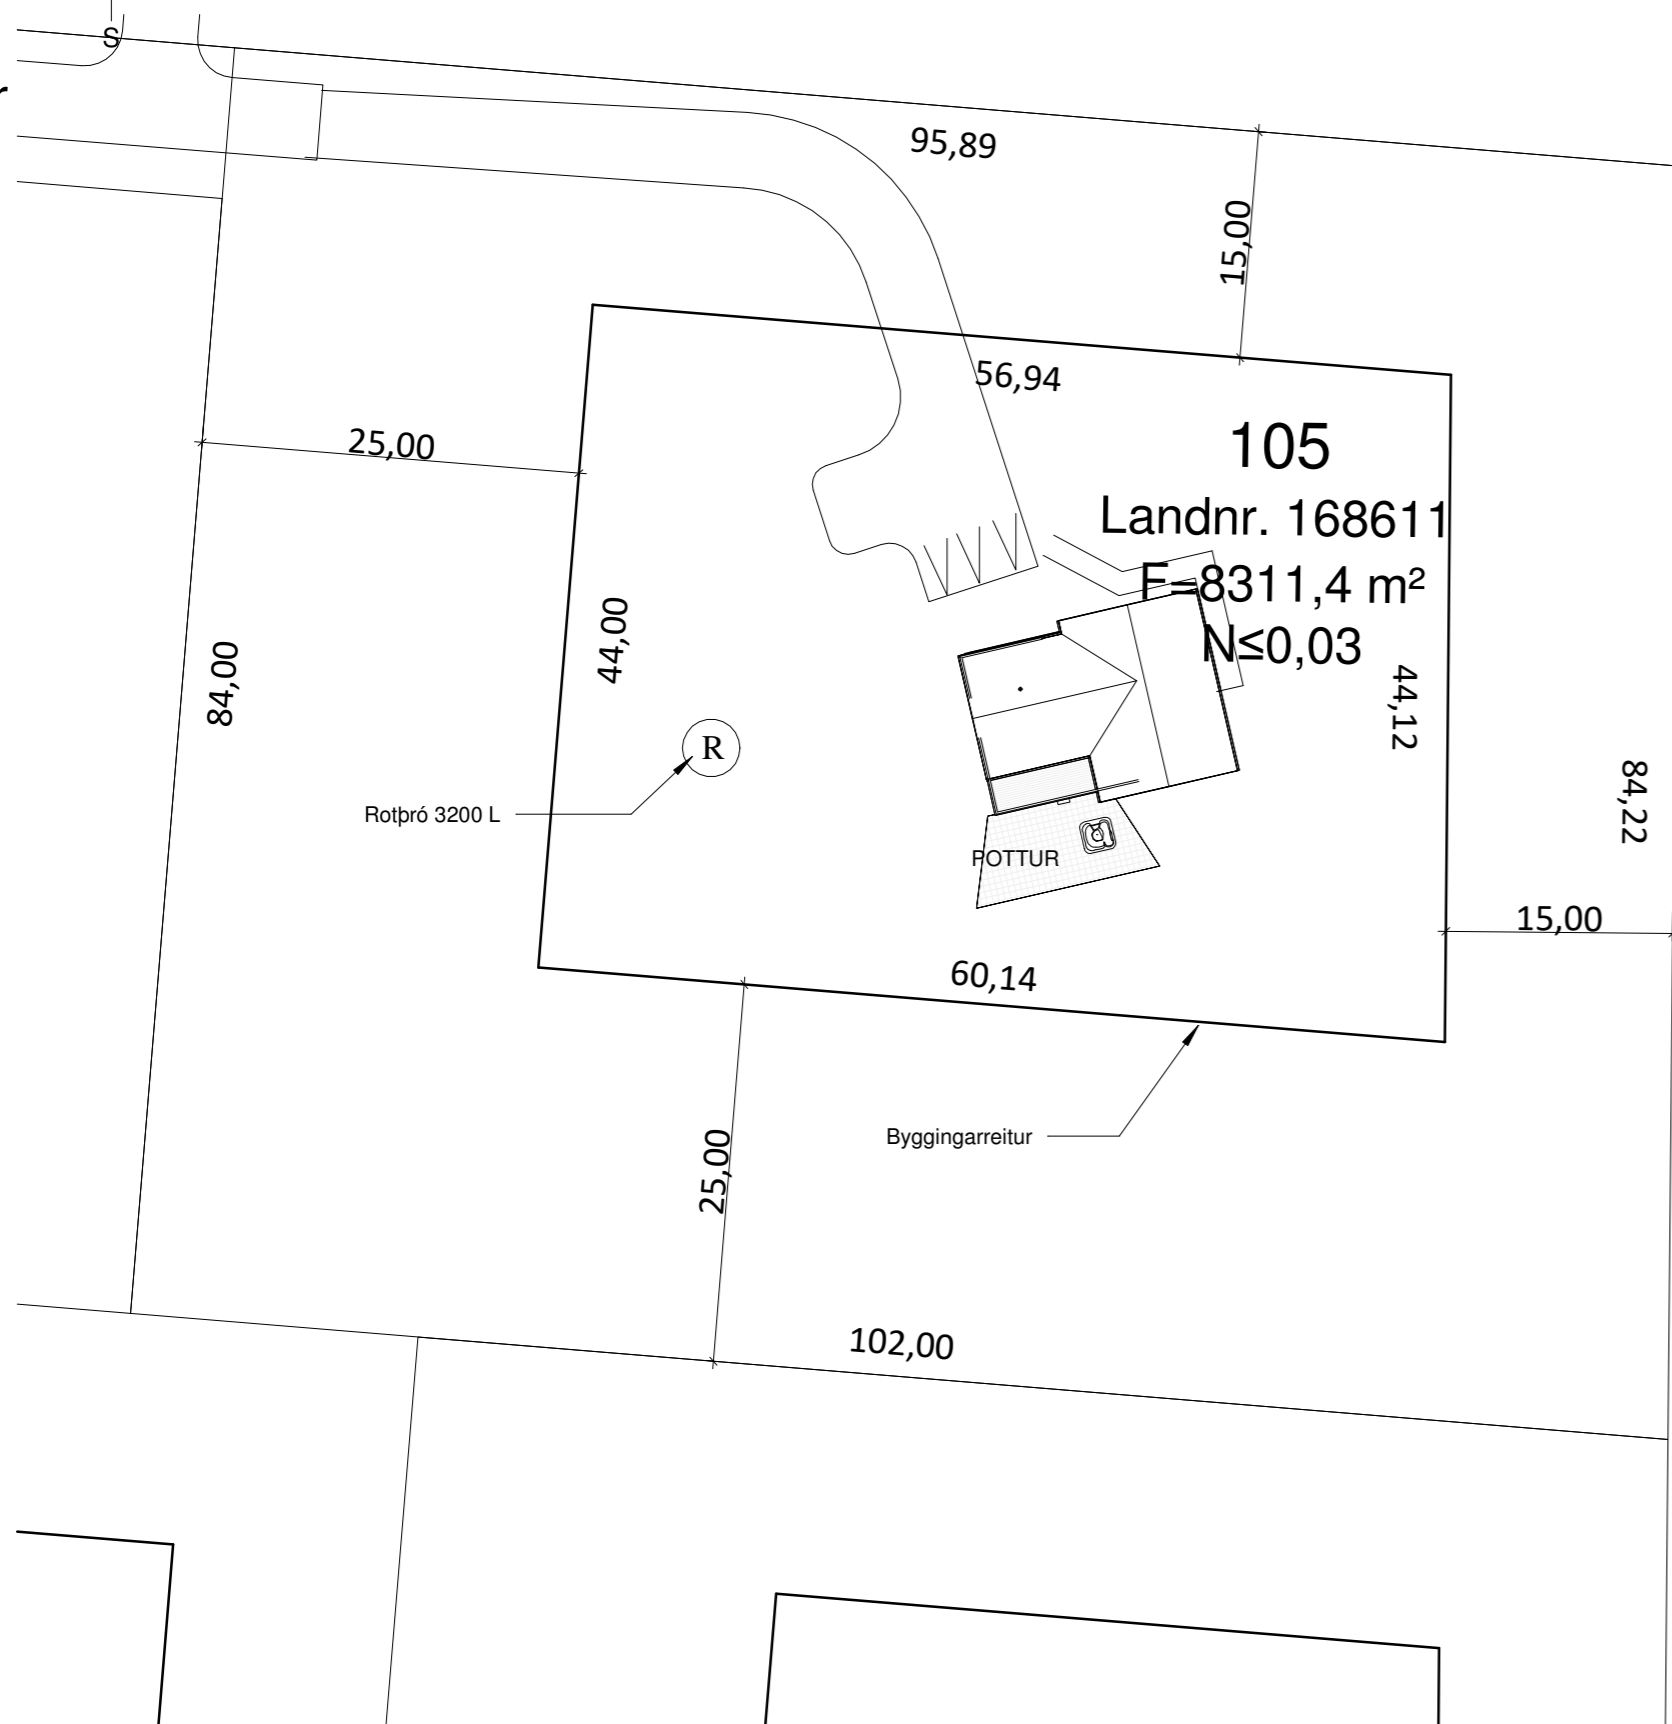 S
r
95,89
15,00
56,94
25,00
105
Landnr. 168611
F=8311,4 m²
N≤0,03
44,00
84,00
44,12
R
Rotþró 3200 L
84,22
POTTUR
15,00
60,14
Byggingarreitur
25,00
102,00